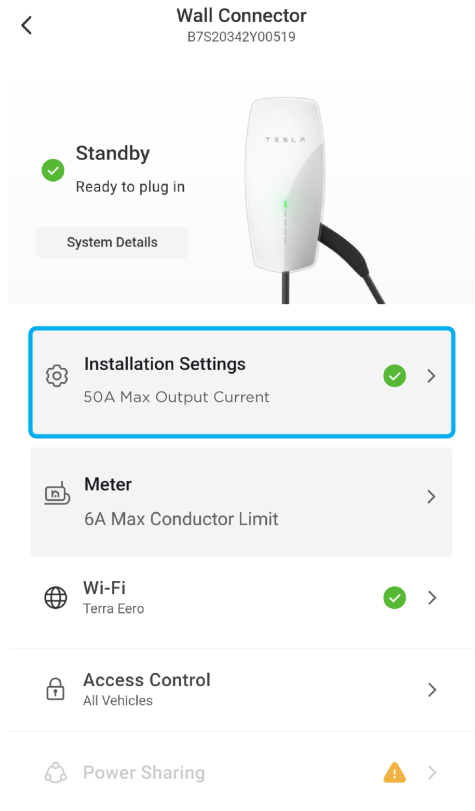 Wall Connector
B7S20342Y00519
TESLA
Standby
Ready to plug in
System Details
Installation Settings
50A Max Output Current
Meter
6A Max Conductor Limit
Wi-Fi
Terra Eero
Access Control
All Vehicles
Power Sharing